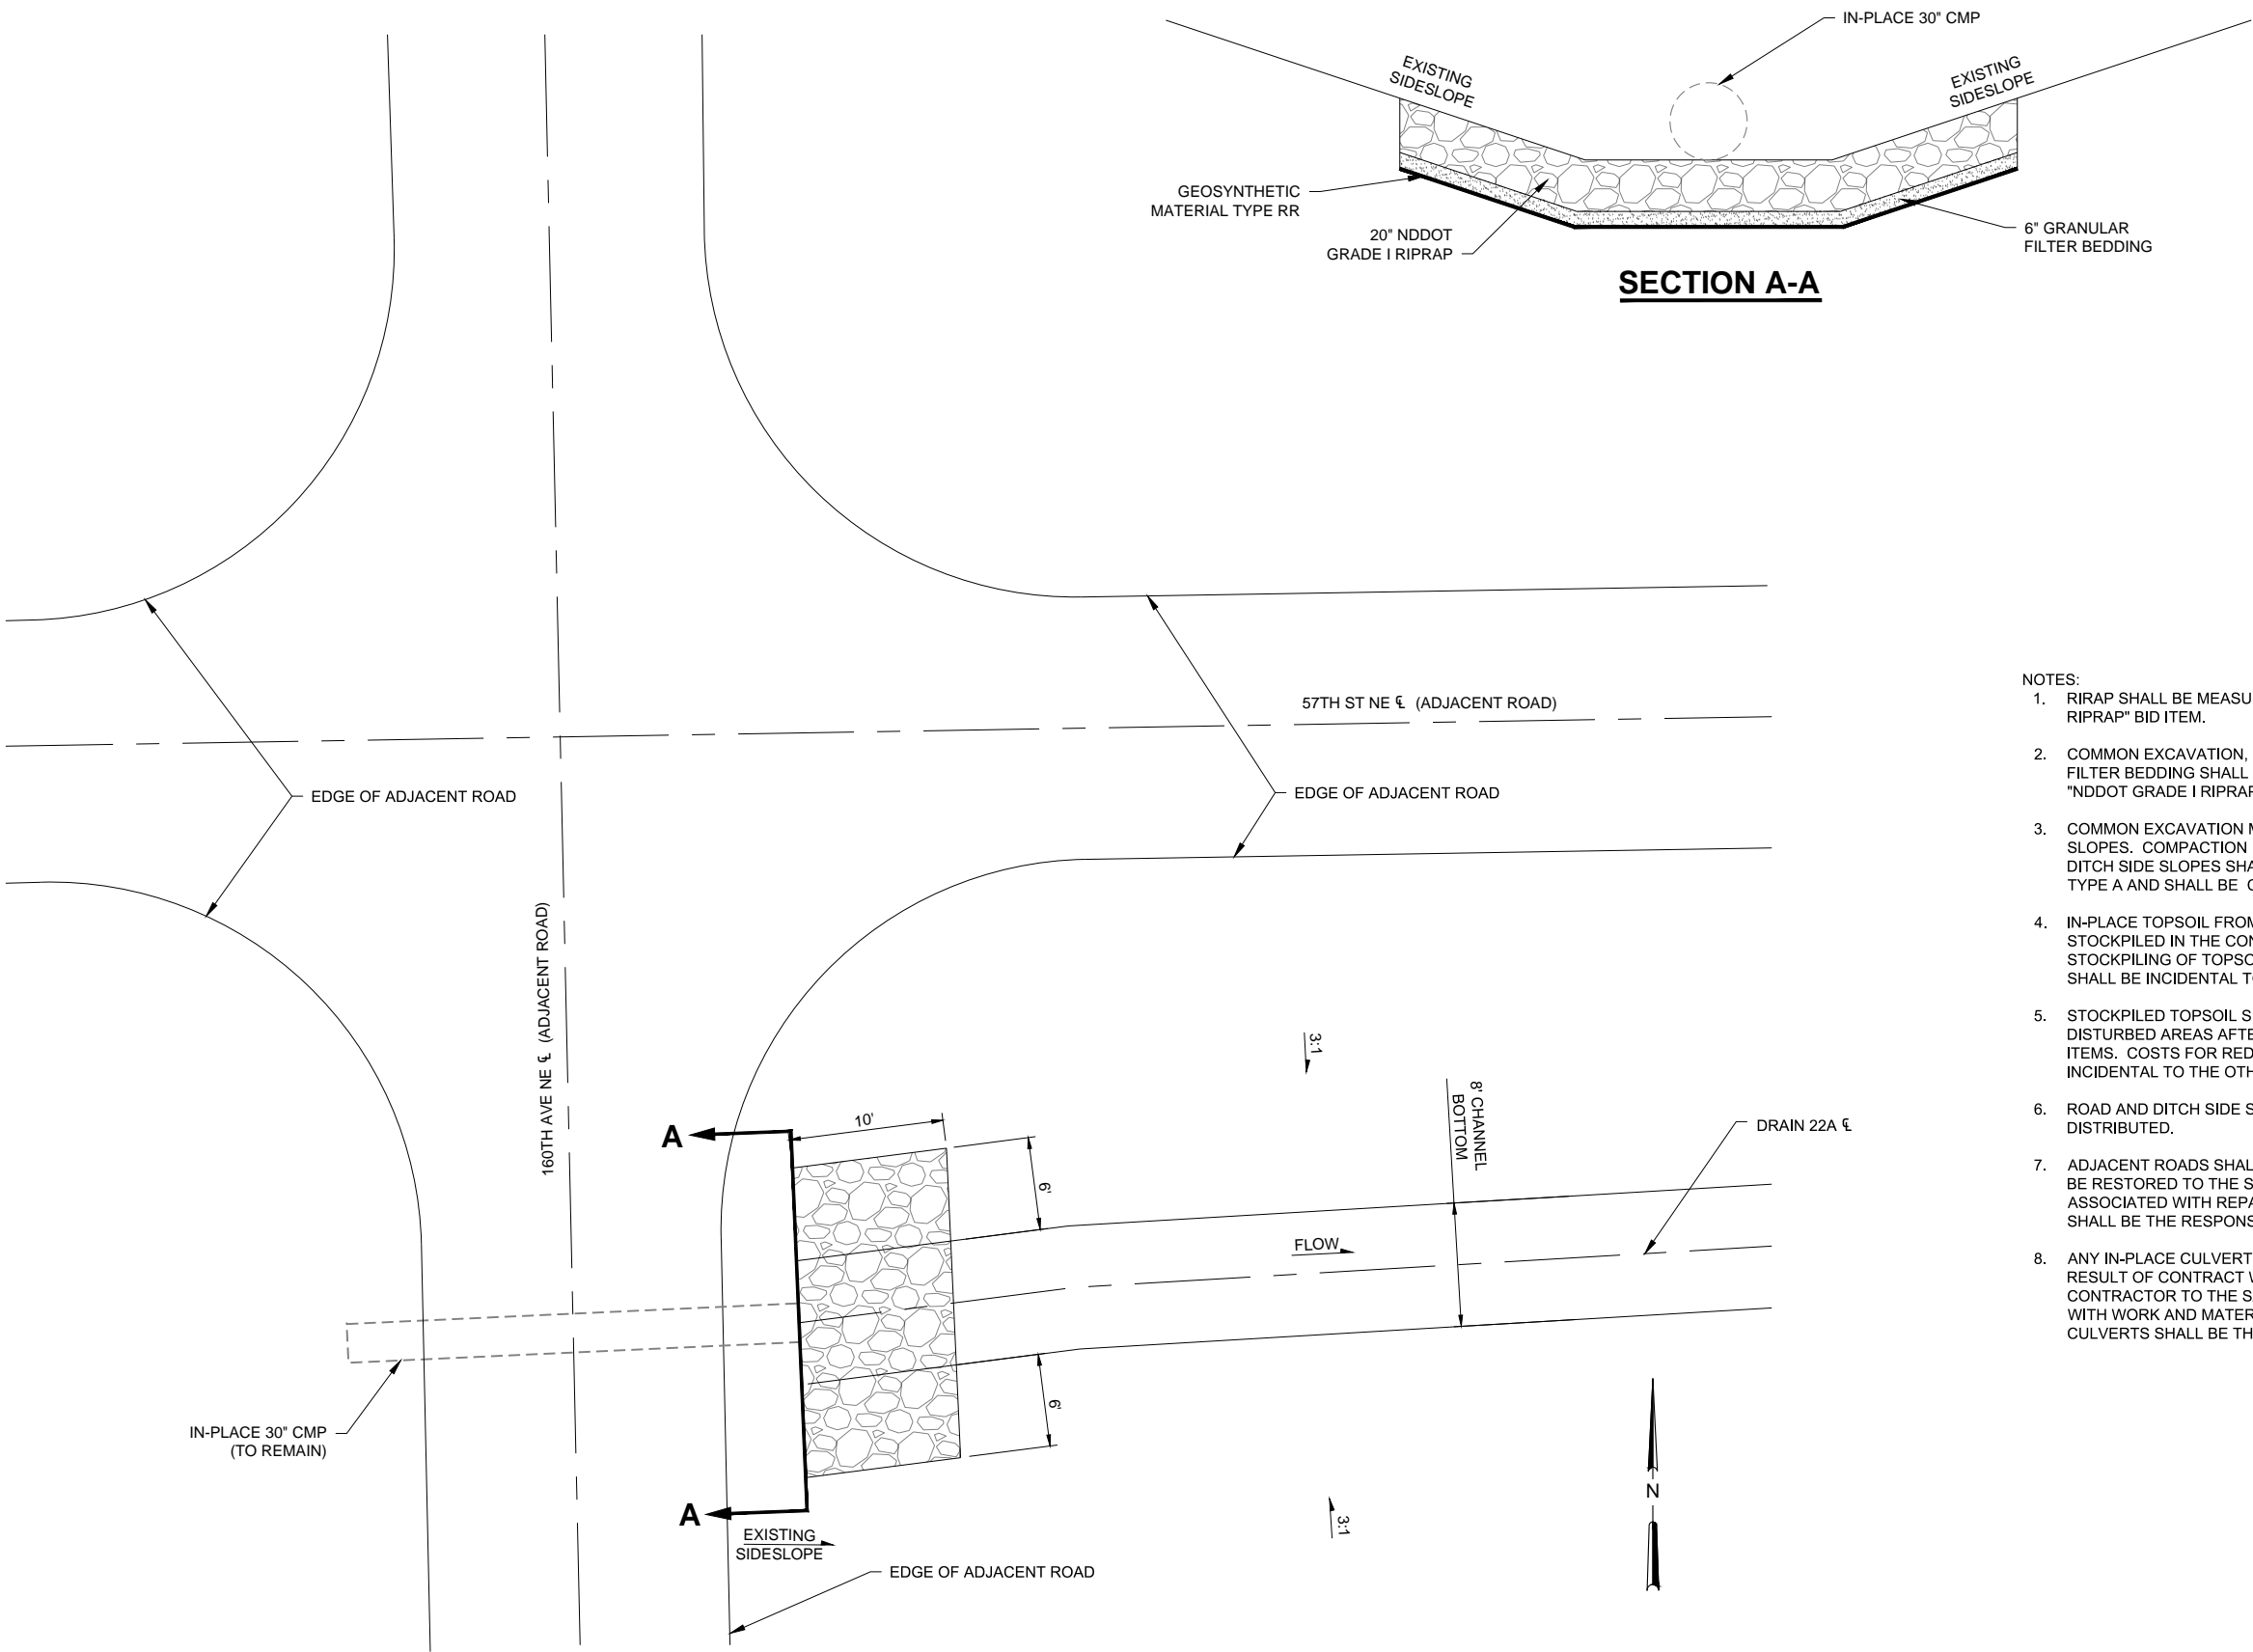 IN-PLACE 30" CMP
EXISTING
SIDESLOPE
EXISTING
SIDESLOPE
GEOSYNTHETIC
MATERIAL TYPE RR
20" NDDOT
GRADE I RIPRAP
6" GRANULAR
FILTER BEDDING
SECTION A-A
57TH ST NE ℄ (ADJACENT ROAD)
EDGE OF ADJACENT ROAD
EDGE OF ADJACENT ROAD
160TH AVE NE ℄ (ADJACENT ROAD)
NOTES:
1. RIRAP SHALL BE MEASU
RIPRAP" BID ITEM.
2. COMMON EXCAVATION,
FILTER BEDDING SHALL
"NDDOT GRADE I RIPRAP
3. COMMON EXCAVATION M
SLOPES. COMPACTION
DITCH SIDE SLOPES SHA
TYPE A AND SHALL BE C
4. IN-PLACE TOPSOIL FROM
STOCKPILED IN THE CON
STOCKPILING OF TOPSO
SHALL BE INCIDENTAL TO
5. STOCKPILED TOPSOIL S
DISTURBED AREAS AFTE
ITEMS. COSTS FOR RED
INCIDENTAL TO THE OTH
6. ROAD AND DITCH SIDE S
DISTRIBUTED.
7. ADJACENT ROADS SHAL
BE RESTORED TO THE S
ASSOCIATED WITH REPA
SHALL BE THE RESPONS
8. ANY IN-PLACE CULVERT
RESULT OF CONTRACT W
CONTRACTOR TO THE S
WITH WORK AND MATER
CULVERTS SHALL BE TH
3:1
8' CHANNEL
BOTTOM
A
10'
6'
DRAIN 22A ℄
FLOW
6'
IN-PLACE 30" CMP
(TO REMAIN)
A
EXISTING
SIDESLOPE
3:1
N
EDGE OF ADJACENT ROAD